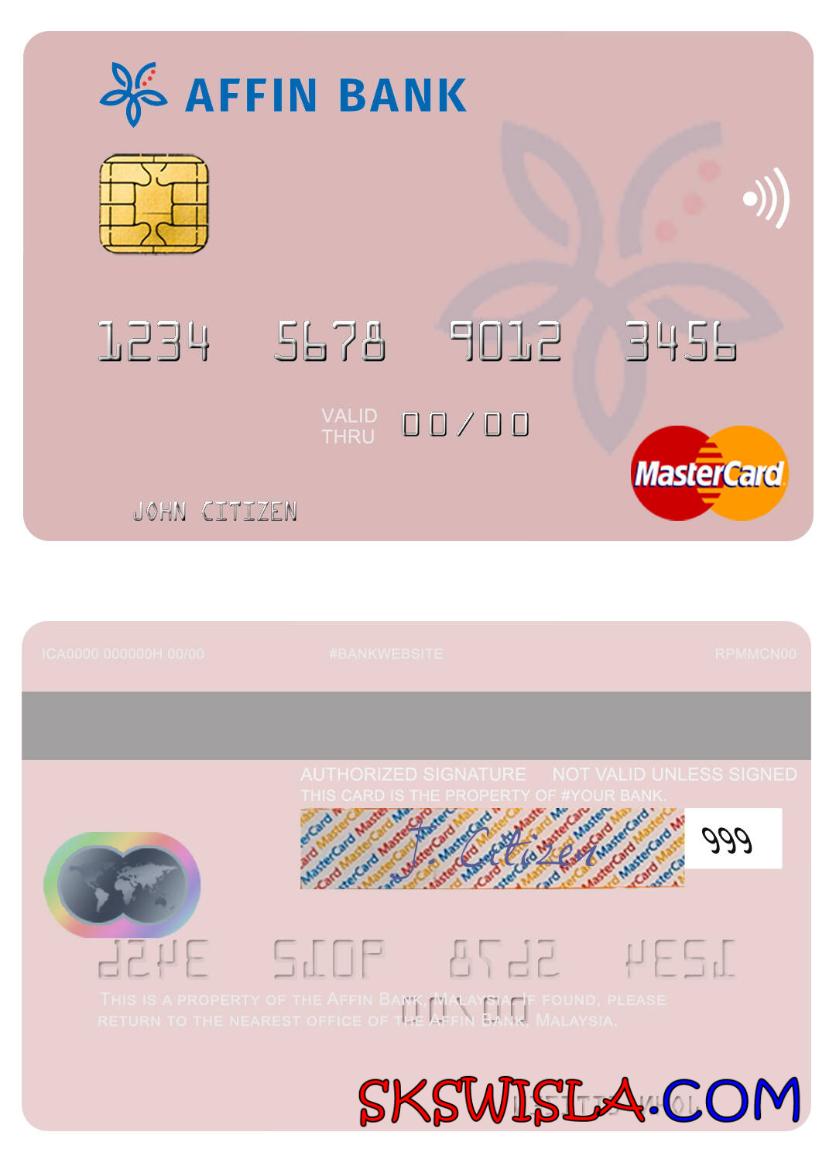 AFFIN BANK
1234 5678 9012 3456
VALID
THRU 00/00
MasterCard
JOHN CITIZEN
ICA0000 000000H 00/00 #BANKWEBSITE RPMMCN00
AUTHORIZED SIGNATURE NOT VALID UNLESS SIGNED
THIS CARD IS THE PROPERTY OF #YOUR BANK.
J. Citizen 999
THIS IS A PROPERTY OF THE AFFIN BANK, MALAYSIA. IF FOUND, PLEASE
RETURN TO THE NEAREST OFFICE OF THE AFFIN BANK, MALAYSIA.
SKSWISLA.COM